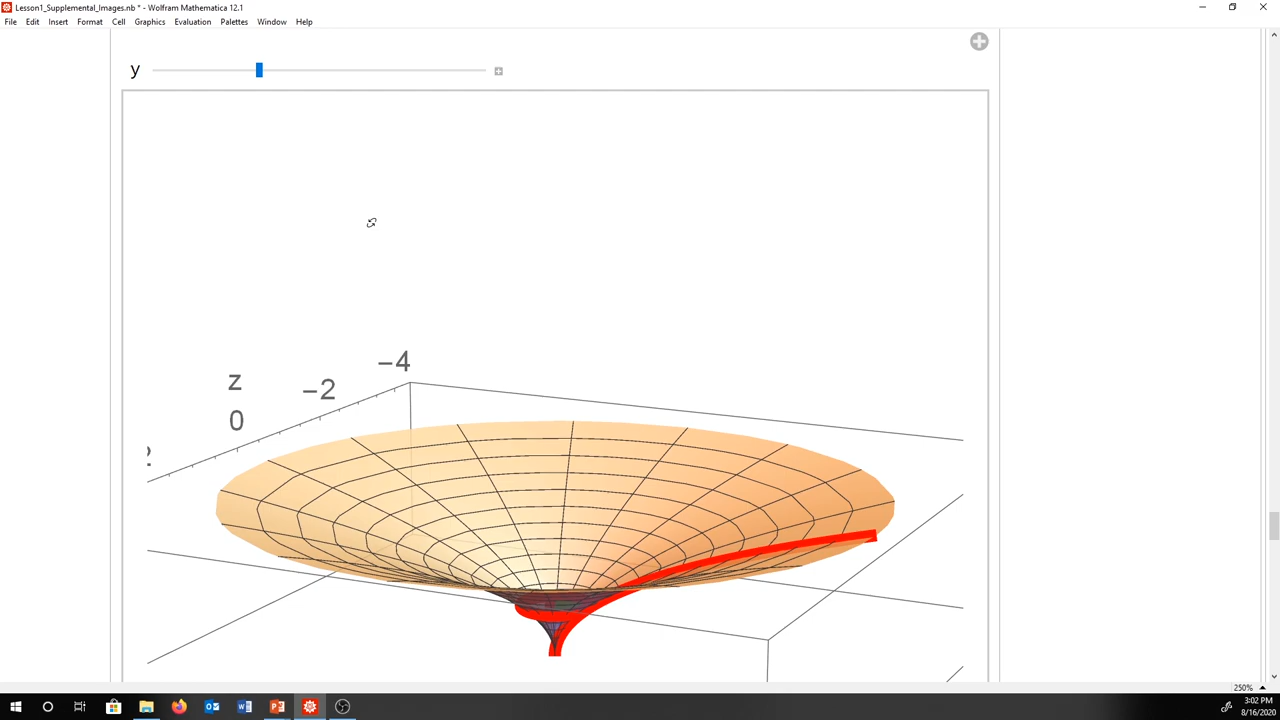 Lesson1_Supplemental_Images.nb * - Wolfram Mathematica 12.1
File Edit Insert Format Cell Graphics Evaluation Palettes Window Help
y
−4
z
−2
0
250%
3:02 PM
8/16/2020